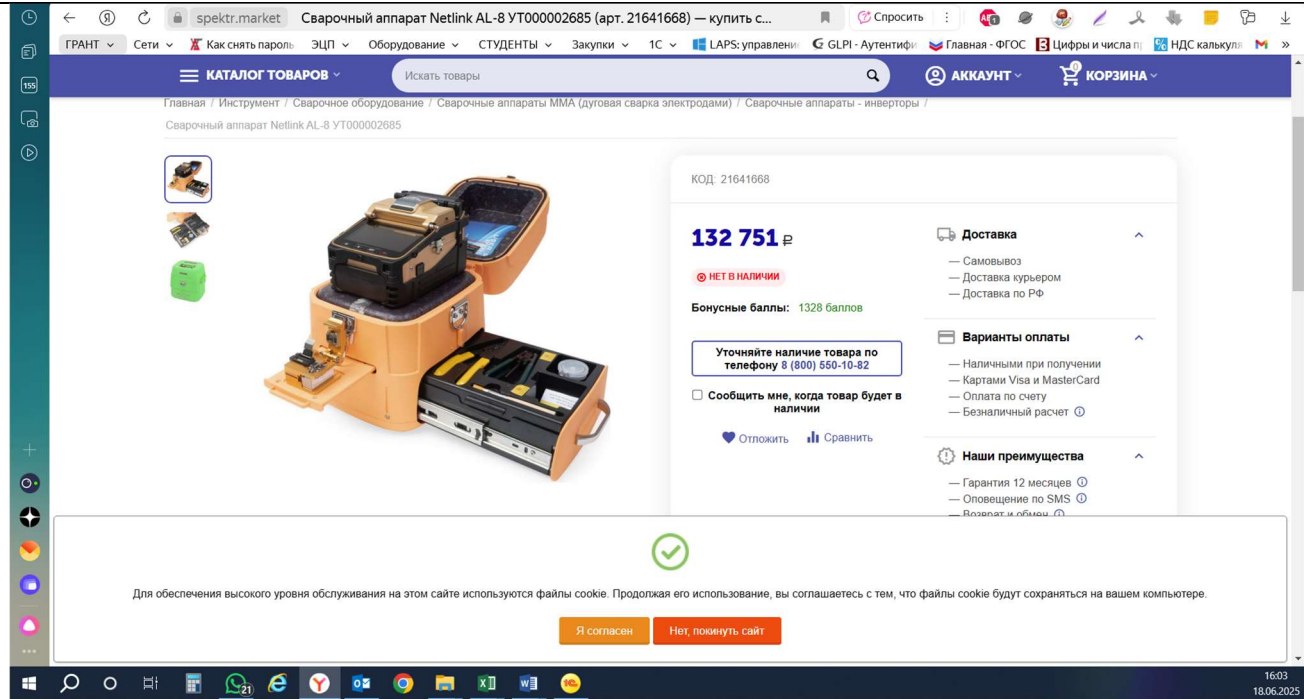 spektr.market Сварочный аппарат Netlink AL-8 УТ000002685 (арт. 21641668) — купить с... Спросить
ГРАНТ Сети Как снять пароль ЭЦП Оборудование СТУДЕНТЫ Закупки 1С LAPS: управлени GLPI - Аутентифи Главная - ФГОС Цифры и числа п НДС калькуля
155
КАТАЛОГ ТОВАРОВ Искать товары АККАУНТ 0 КОРЗИНА
Главная / Инструмент / Сварочное оборудование / Сварочные аппараты ММА (дуговая сварка электродами) / Сварочные аппараты - инверторы /
Сварочный аппарат Netlink AL-8 УТ000002685
КОД: 21641668
132 751 ₽
НЕТ В НАЛИЧИИ
Бонусные баллы: 1328 баллов
Уточняйте наличие товара по
телефону 8 (800) 550-10-82
Сообщить мне, когда товар будет в
наличии
Отложить Сравнить
Доставка
— Самовывоз
— Доставка курьером
— Доставка по РФ
Варианты оплаты
— Наличными при получении
— Картами Visa и MasterCard
— Оплата по счету
— Безналичный расчет
Наши преимущества
— Гарантия 12 месяцев
— Оповещение по SMS
— Возврат и обмен
Для обеспечения высокого уровня обслуживания на этом сайте используются файлы cookie. Продолжая его использование, вы соглашаетесь с тем, что файлы cookie будут сохраняться на вашем компьютере.
Я согласен Нет, покинуть сайт
21
16:03
18.06.2025